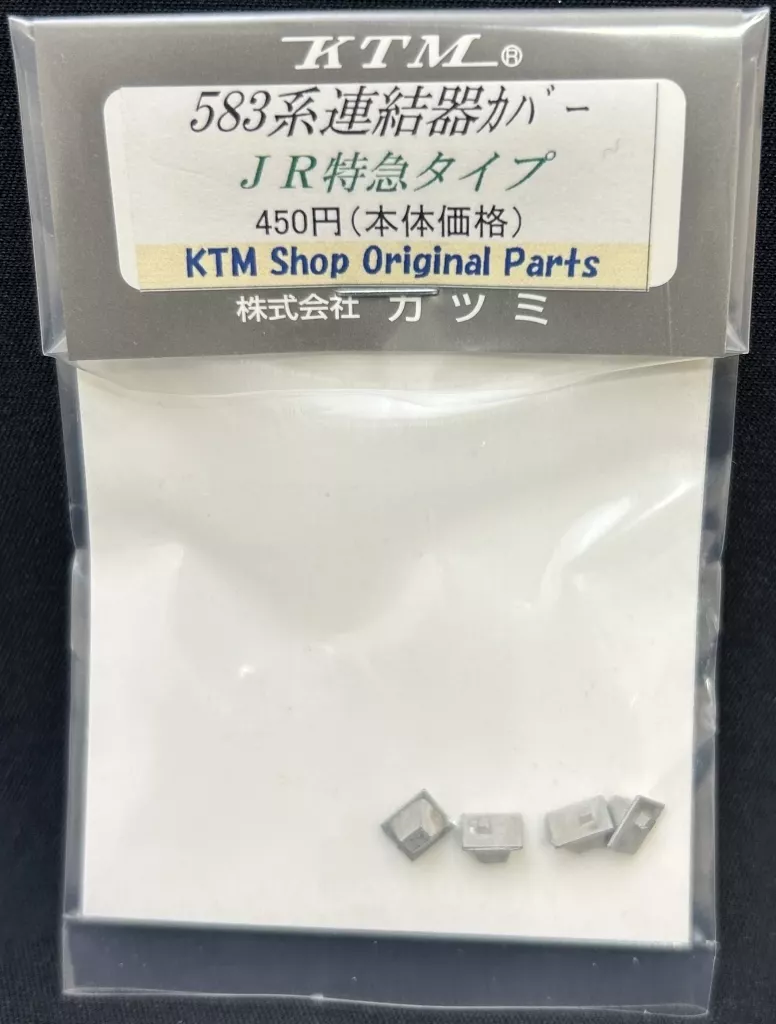 KTM®
583系連結器ｶﾊﾞｰ
ＪＲ特急タイプ
450円(本体価格)
KTM Shop Original Parts
株式会社 カツミ